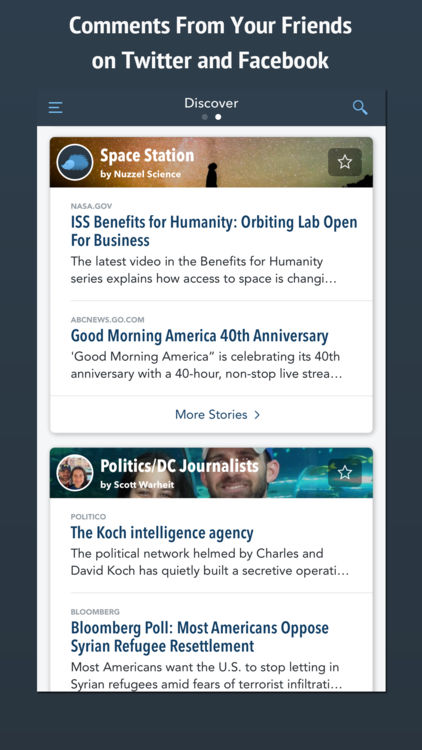 Comments From Your Friends
on Twitter and Facebook
Discover
Space Station
by Nuzzel Science
NASA.GOV
ISS Benefits for Humanity: Orbiting Lab Open
For Business
The latest video in the Benefits for Humanity
series explains how access to space is changi…
ABCNEWS.GO.COM
Good Morning America 40th Anniversary
'Good Morning America” is celebrating its 40th
anniversary with a 40-hour, non-stop live strea…
More Stories
Politics/DC Journalists
by Scott Warheit
POLITICO
The Koch intelligence agency
The political network helmed by Charles and
David Koch has quietly built a secretive operati…
BLOOMBERG
Bloomberg Poll: Most Americans Oppose
Syrian Refugee Resettlement
Most Americans want the U.S. to stop letting in
Syrian refugees amid fears of terrorist infiltrati…